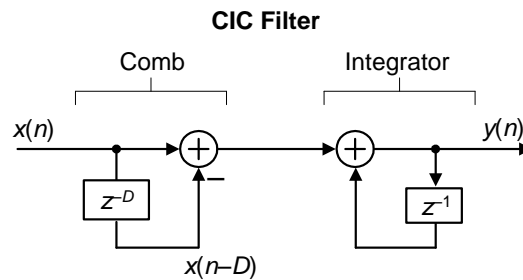 CIC Filter
Comb Integrator
x(n) y(n)
+ +
–
z⁻ᴰ z⁻¹
x(n–D)